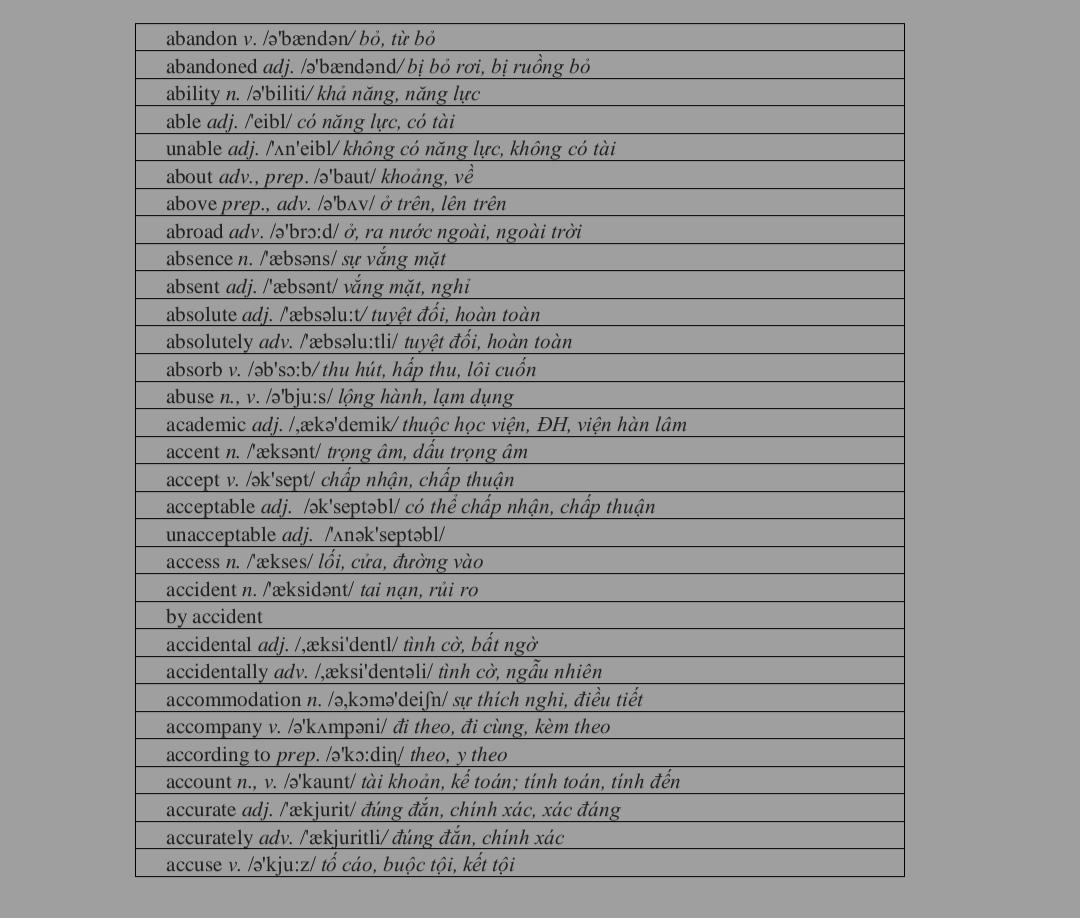 abandon v. /ə'bændən/ bỏ, từ bỏ
abandoned adj. /ə'bændənd/ bị bỏ rơi, bị ruồng bỏ
ability n. /ə'biliti/ khả năng, năng lực
able adj. /'eibl/ có năng lực, có tài
unable adj. /'ʌn'eibl/ không có năng lực, không có tài
about adv., prep. /ə'baut/ khoảng, về
above prep., adv. /ə'bʌv/ ở trên, lên trên
abroad adv. /ə'brɔ:d/ ở, ra nước ngoài, ngoài trời
absence n. /'æbsəns/ sự vắng mặt
absent adj. /'æbsənt/ vắng mặt, nghỉ
absolute adj. /'æbsəlu:t/ tuyệt đối, hoàn toàn
absolutely adv. /'æbsəlu:tli/ tuyệt đối, hoàn toàn
absorb v. /əb'sɔ:b/ thu hút, hấp thu, lôi cuốn
abuse n., v. /ə'bju:s/ lộng hành, lạm dụng
academic adj. /,ækə'demik/ thuộc học viện, ĐH, viện hàn lâm
accent n. /'æksənt/ trọng âm, dấu trọng âm
accept v. /ək'sept/ chấp nhận, chấp thuận
acceptable adj. /ək'septəbl/ có thể chấp nhận, chấp thuận
unacceptable adj. /'ʌnək'septəbl/
access n. /'ækses/ lối, cửa, đường vào
accident n. /'æksidənt/ tai nạn, rủi ro
by accident
accidental adj. /,æksi'dentl/ tình cờ, bất ngờ
accidentally adv. /,æksi'dentəli/ tình cờ, ngẫu nhiên
accommodation n. /ə,kɔmə'deiʃn/ sự thích nghi, điều tiết
accompany v. /ə'kʌmpəni/ đi theo, đi cùng, kèm theo
according to prep. /ə'kɔ:diɳ/ theo, y theo
account n., v. /ə'kaunt/ tài khoản, kế toán; tính toán, tính đến
accurate adj. /'ækjurit/ đúng đắn, chính xác, xác đáng
accurately adv. /'ækjuritli/ đúng đắn, chính xác
accuse v. /ə'kju:z/ tố cáo, buộc tội, kết tội